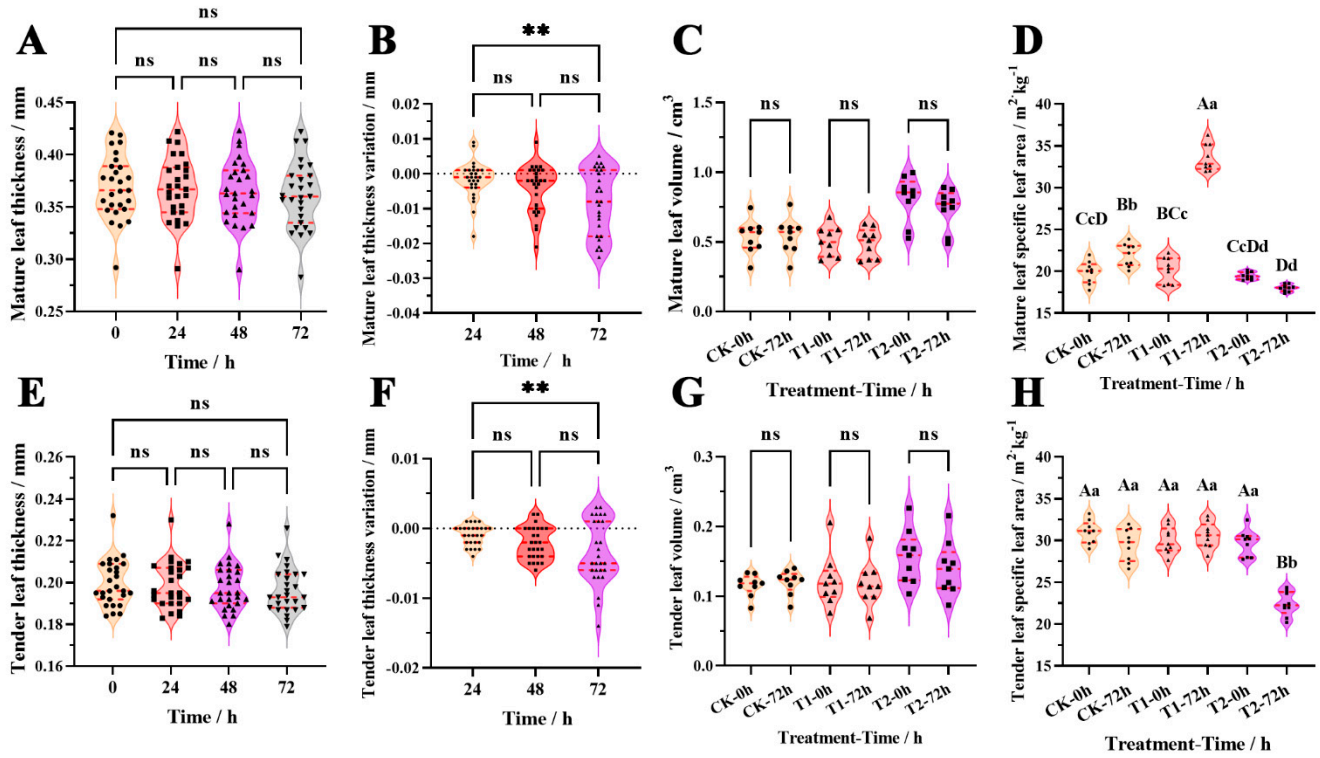 A
ns
ns
ns
ns
Mature leaf thickness / mm
0.45
0.40
0.35
0.30
0.25
0
24
48
72
Time / h
B
**
ns
ns
Mature leaf thickness variation / mm
0.02
0.01
0.00
-0.01
-0.02
-0.03
-0.04
24
48
72
Time / h
C
ns
ns
ns
Mature leaf volume / cm³
1.5
1.0
0.5
0.0
CK-0h
CK-72h
T1-0h
T1-72h
T2-0h
T2-72h
Treatment-Time / h
D
Mature leaf specific leaf area / m²·kg⁻¹
40
35
30
25
20
15
CcD
Bb
BCc
Aa
CcDd
Dd
CK-0h
CK-72h
T1-0h
T1-72h
T2-0h
T2-72h
Treatment-Time / h
E
ns
ns
ns
ns
Tender leaf thickness / mm
0.26
0.24
0.22
0.20
0.18
0.16
0
24
48
72
Time / h
F
**
ns
ns
Tender leaf thickness variation / mm
0.01
0.00
-0.01
-0.02
24
48
72
Time / h
G
ns
ns
ns
Tender leaf volume / cm³
0.3
0.2
0.1
0.0
CK-0h
CK-72h
T1-0h
T1-72h
T2-0h
T2-72h
Treatment-Time / h
H
Tender leaf specific leaf area / m²·kg⁻¹
40
35
30
25
20
15
Aa
Aa
Aa
Aa
Aa
Bb
CK-0h
CK-72h
T1-0h
T1-72h
T2-0h
T2-72h
Treatment-Time / h